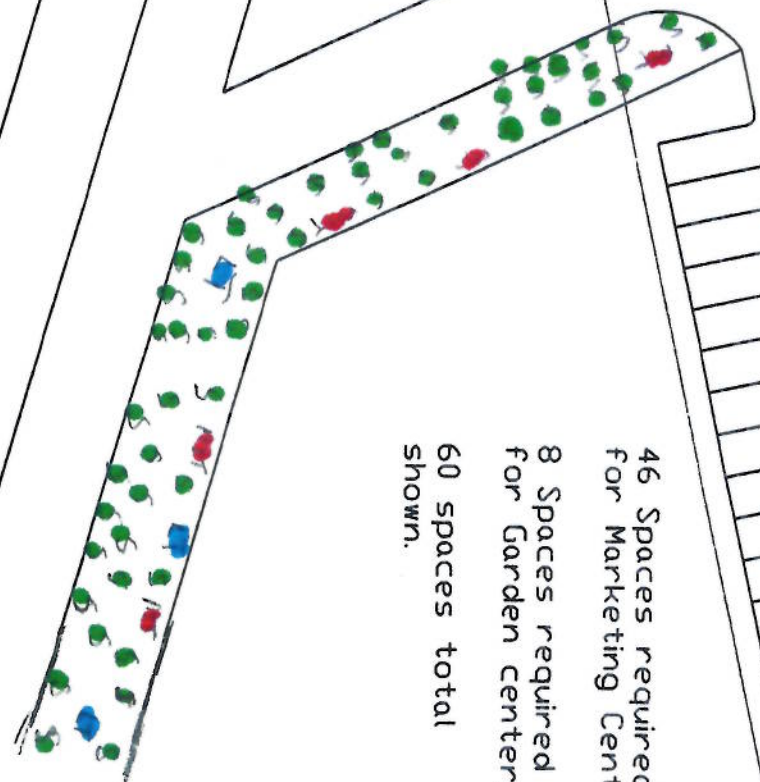 46 Spaces required
for Marketing Cent
8 Spaces required
for Garden center
60 spaces total
shown.